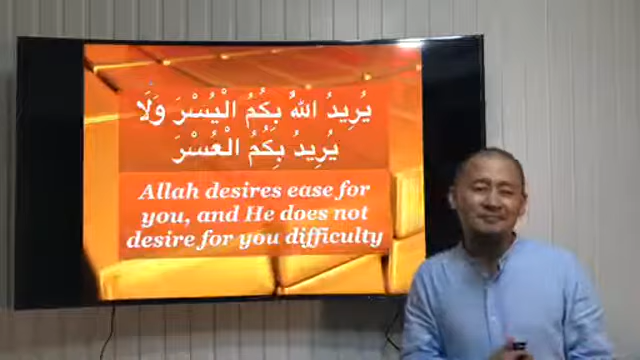 يُرِيدُ اللهُ بِكُمُ الْيُسْرَ وَلَا
يُرِيدُ بِكُمُ الْعُسْرَ
Allah desires ease for
you, and He does not
desire for you difficulty